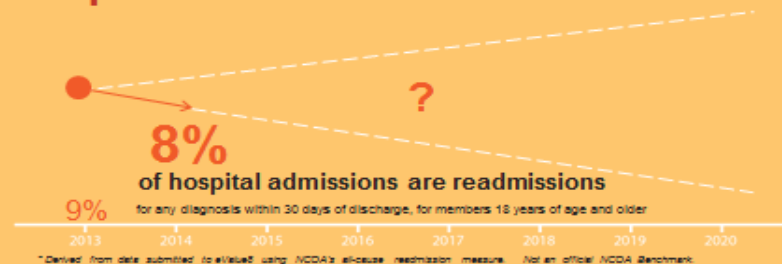 ?
8%
of hospital admissions are readmissions
9% for any diagnosis within 30 days of discharge, for members 18 years of age and older
2013 2014 2015 2016 2017 2018 2019 2020
* Derived from data submitted to eValue8 using NCDA's all-cause readmission measure. Not an official NCDA Benchmark.